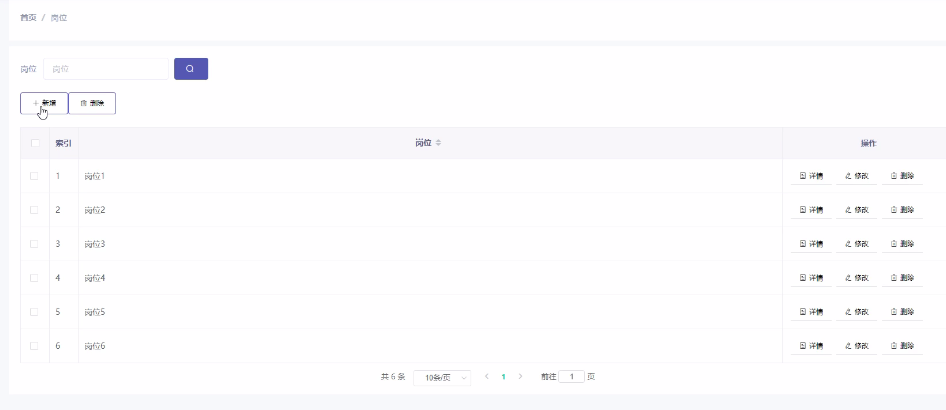 首页 / 岗位
岗位 岗位
+ 新增 删除
索引 岗位 操作
1 岗位1 详情 修改 删除
2 岗位2 详情 修改 删除
3 岗位3 详情 修改 删除
4 岗位4 详情 修改 删除
5 岗位5 详情 修改 删除
6 岗位6 详情 修改 删除
共 6 条 10条/页 < 1 > 前往 1 页